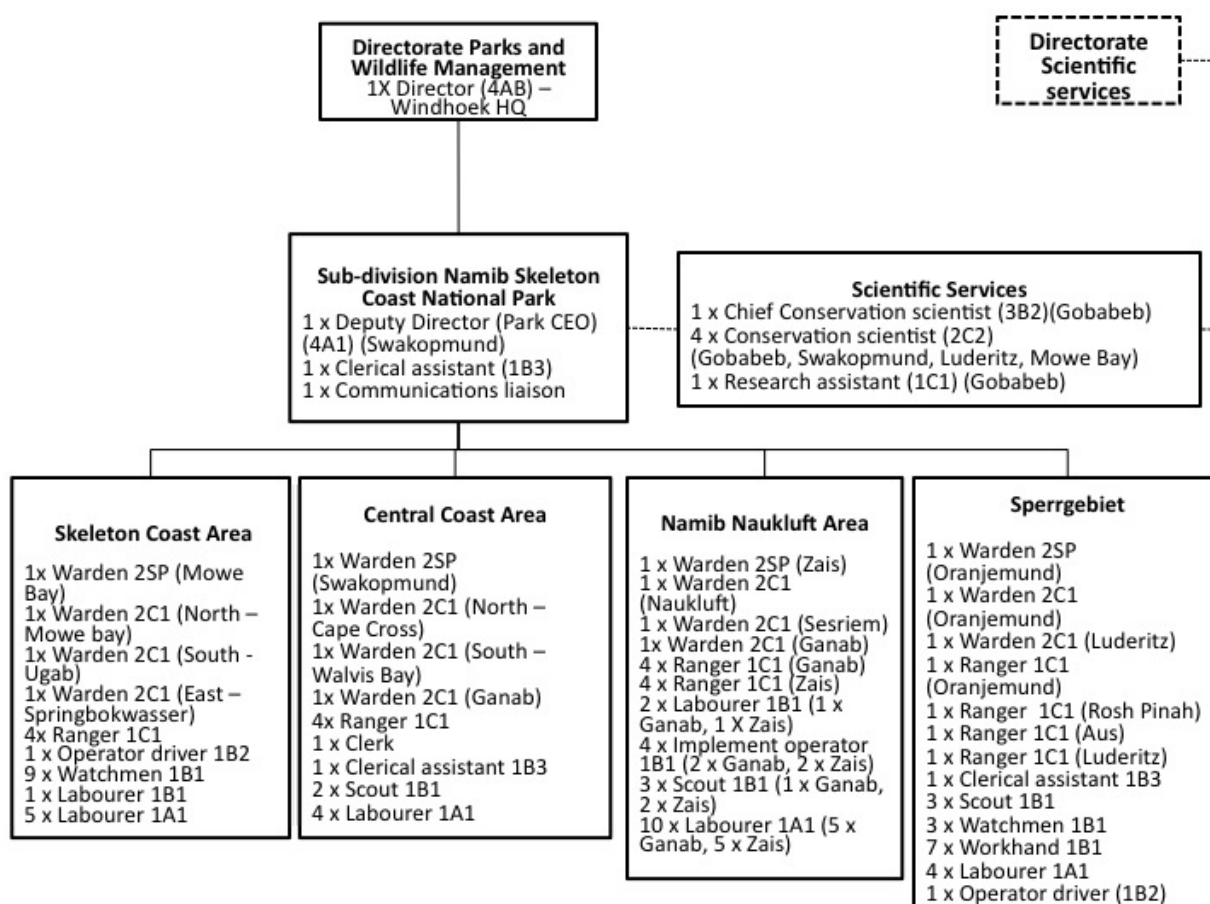 Directorate Parks and
Wildlife Management
1X Director (4AB) –
Windhoek HQ
Directorate
Scientific
services
Sub-division Namib Skeleton
Coast National Park
1 x Deputy Director (Park CEO)
(4A1) (Swakopmund)
1 x Clerical assistant (1B3)
1 x Communications liaison
Scientific Services
1 x Chief Conservation scientist (3B2)(Gobabeb)
4 x Conservation scientist (2C2)
(Gobabeb, Swakopmund, Luderitz, Mowe Bay)
1 x Research assistant (1C1) (Gobabeb)
Skeleton Coast Area
1x Warden 2SP (Mowe
Bay)
1x Warden 2C1 (North –
Mowe bay)
1x Warden 2C1 (South -
Ugab)
1x Warden 2C1 (East –
Springbokwasser)
4x Ranger 1C1
1 x Operator driver 1B2
9 x Watchmen 1B1
1 x Labourer 1B1
5 x Labourer 1A1
Central Coast Area
1x Warden 2SP
(Swakopmund)
1x Warden 2C1 (North –
Cape Cross)
1x Warden 2C1 (South –
Walvis Bay)
1x Warden 2C1 (Ganab)
4x Ranger 1C1
1 x Clerk
1 x Clerical assistant 1B3
2 x Scout 1B1
4 x Labourer 1A1
Namib Naukluft Area
1x Warden 2SP (Zais)
1 x Warden 2C1
(Naukluft)
1 x Warden 2C1 (Sesriem)
1x Warden 2C1 (Ganab)
4 x Ranger 1C1 (Ganab)
4 x Ranger 1C1 (Zais)
2 x Labourer 1B1 (1 x
Ganab, 1 X Zais)
4 x Implement operator
1B1 (2 x Ganab, 2 x Zais)
3 x Scout 1B1 (1 x Ganab,
2 x Zais)
10 x Labourer 1A1 (5 x
Ganab, 5 x Zais)
Sperrgebiet
1 x Warden 2SP
(Oranjemund)
1 x Warden 2C1
(Oranjemund)
1 x Warden 2C1 (Luderitz)
1 x Ranger 1C1
(Oranjemund)
1 x Ranger 1C1 (Rosh Pinah)
1 x Ranger 1C1 (Aus)
1 x Ranger 1C1 (Luderitz)
1 x Clerical assistant 1B3
3 x Scout 1B1
3 x Watchmen 1B1
7 x Workhand 1B1
4 x Labourer 1A1
1 x Operator driver (1B2)